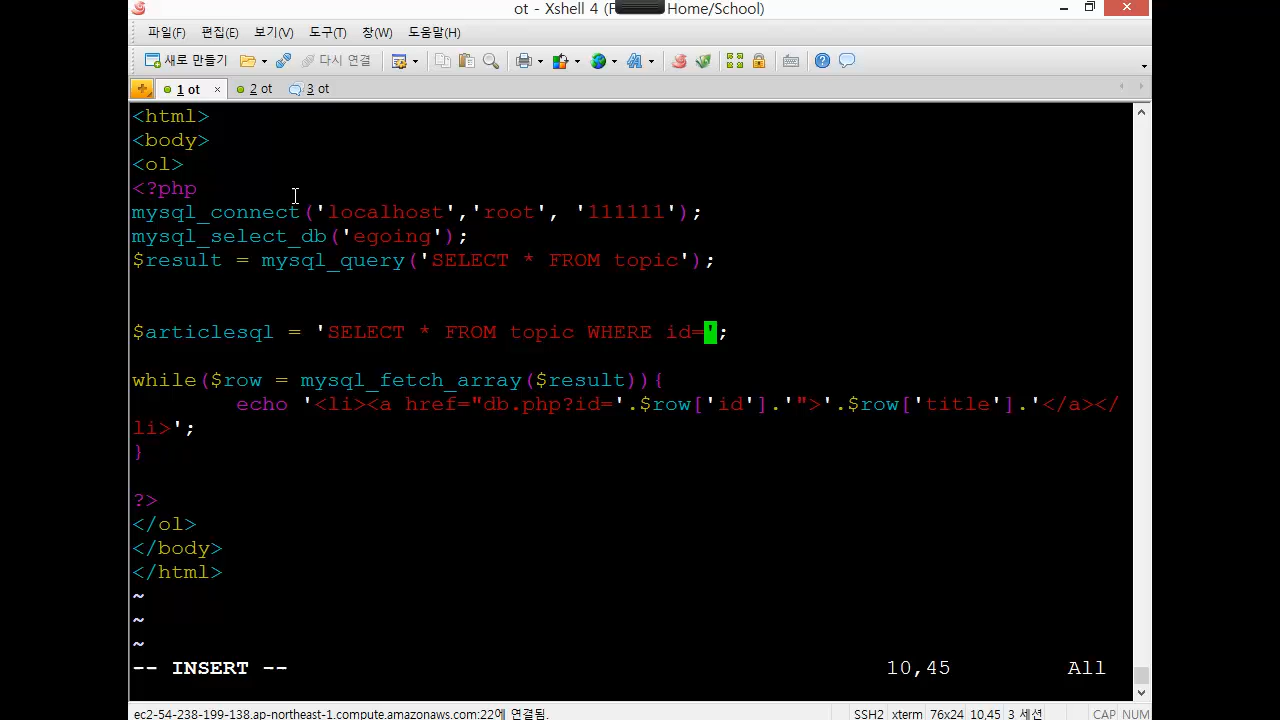 ot - Xshell 4 (F Home/School)
파일(F) 편집(E) 보기(V) 도구(T) 창(W) 도움말(H)
새로 만들기 다시 연결
1 ot × 2 ot 3 ot
<html>
<body>
<ol>
<?php
mysql_connect('localhost','root', '111111');
mysql_select_db('egoing');
$result = mysql_query('SELECT * FROM topic');
$articlesql = 'SELECT * FROM topic WHERE id=';
while($row = mysql_fetch_array($result)){
        echo '<li><a href="db.php?id='.$row['id'].'">'.$row['title'].'</a></
li>';
}
?>
</ol>
</body>
</html>
~
~
~
-- INSERT -- 10,45 All
ec2-54-238-199-138.ap-northeast-1.compute.amazonaws.com:22에 연결됨. SSH2 xterm 76x24 10,45 3 세션 CAP NUM